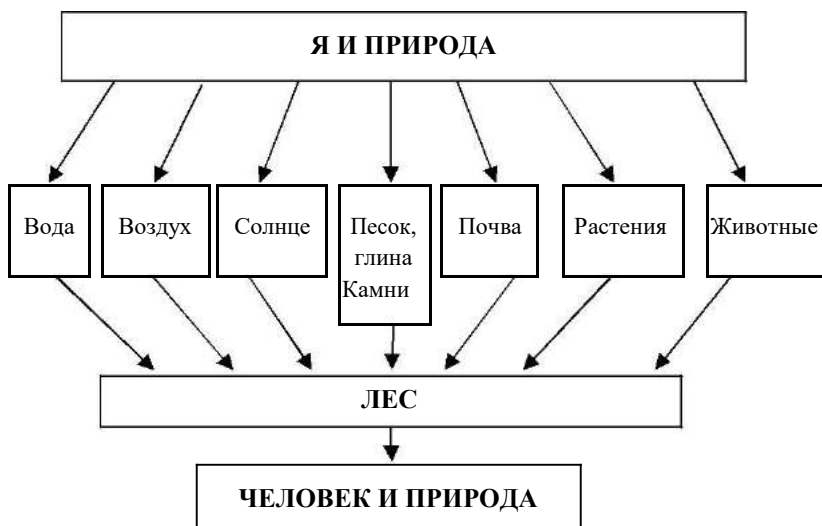 Я И ПРИРОДА
Вода
Воздух
Солнце
Песок,
глина
Камни
Почва
Растения
Животные
ЛЕС
ЧЕЛОВЕК И ПРИРОДА